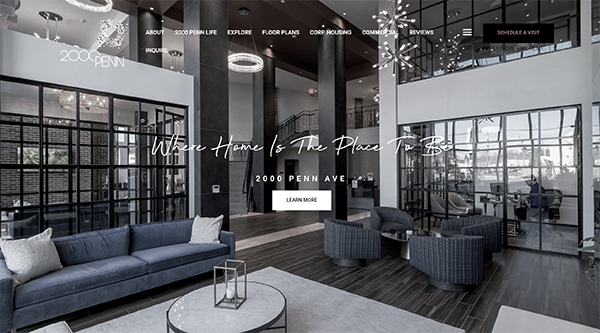 2000
PENN
ABOUT 2000 PENN LIFE EXPLORE FLOOR PLANS CORP. HOUSING COMMERCIAL REVIEWS
INQUIRE
SCHEDULE A VISIT
Where Home Is The Place To Be
2000 PENN AVE
LEARN MORE